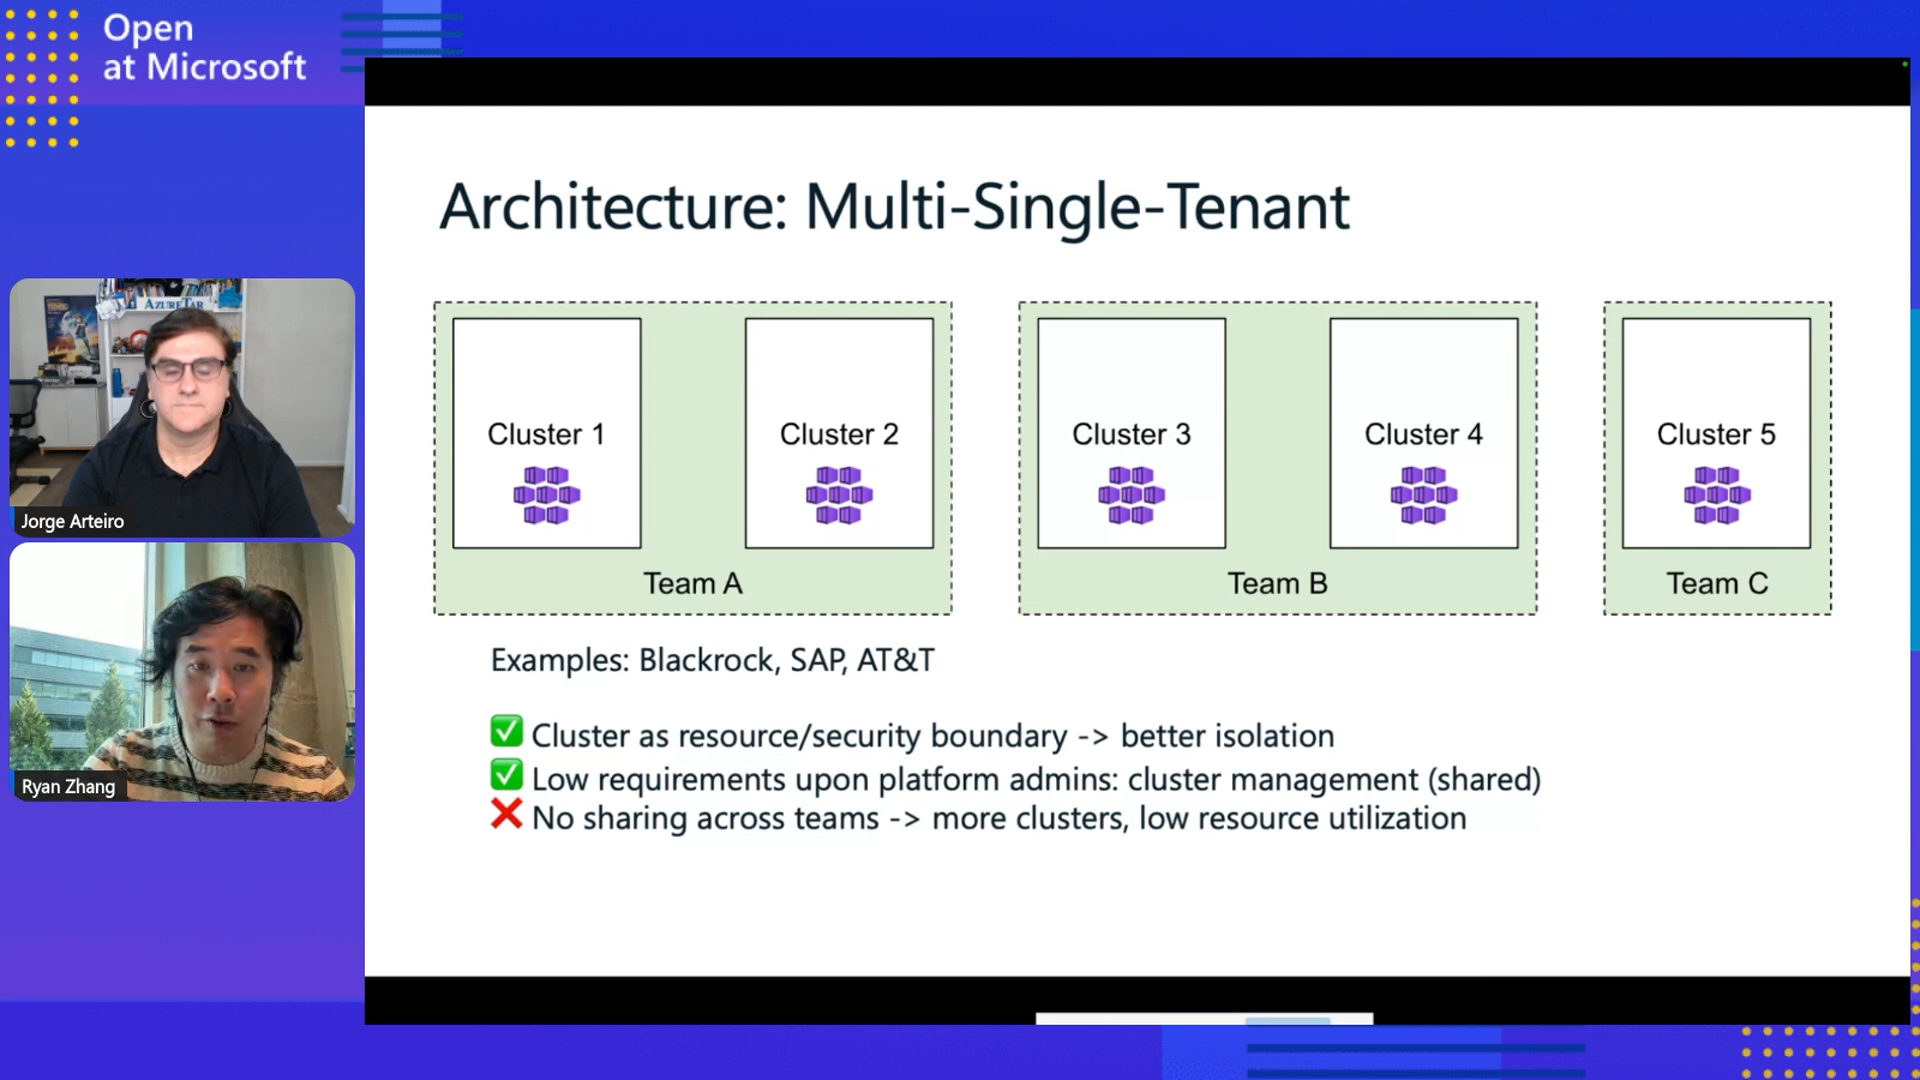 Open
at Microsoft
AZURETAR
Jorge Arteiro
Ryan Zhang
Architecture: Multi-Single-Tenant
Cluster 1
Cluster 2
Cluster 3
Cluster 4
Cluster 5
Team A
Team B
Team C
Examples: Blackrock, SAP, AT&T
✅ Cluster as resource/security boundary -> better isolation
✅ Low requirements upon platform admins: cluster management (shared)
❌ No sharing across teams -> more clusters, low resource utilization